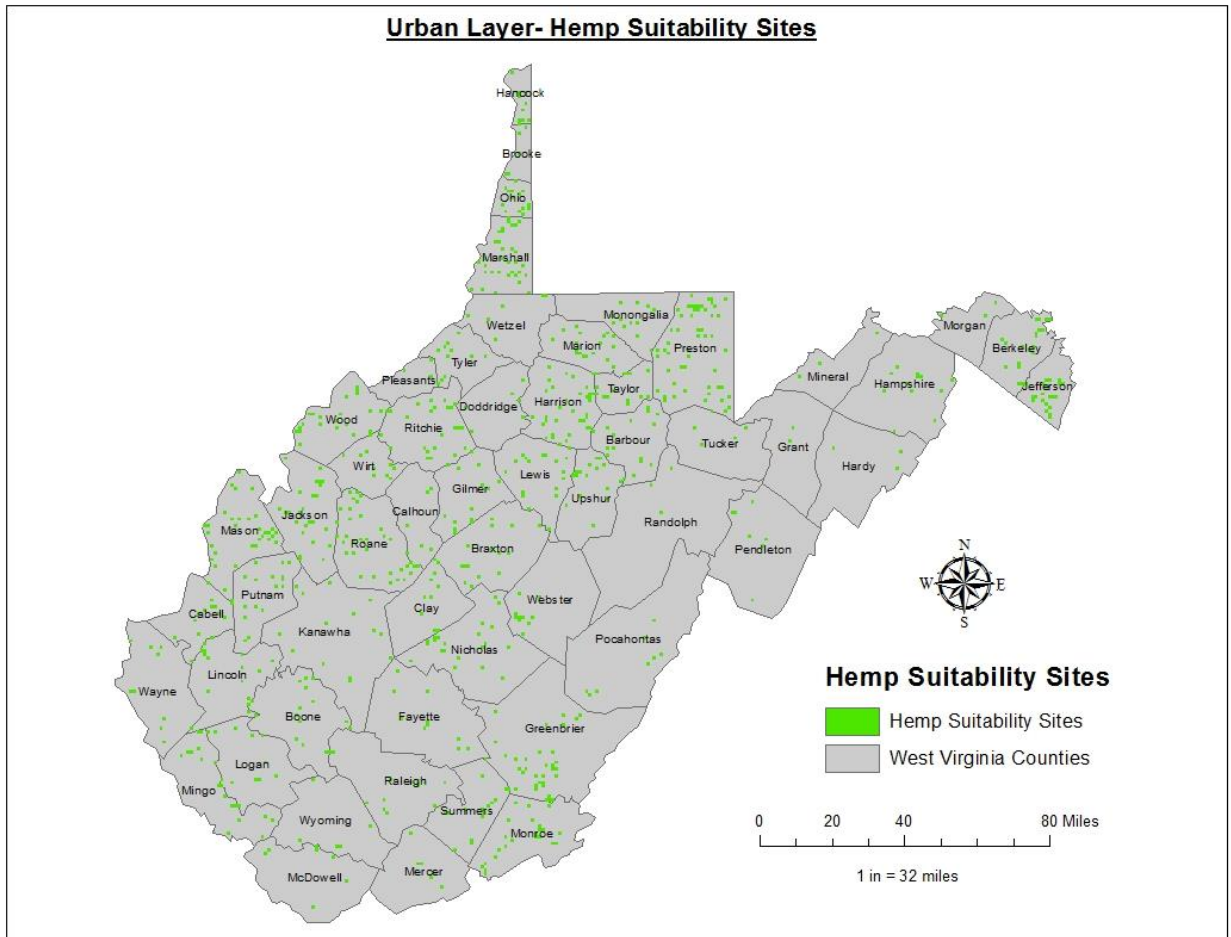 Urban Layer- Hemp Suitability Sites
Hancock
Brooke
Ohio
Marshall
Wetzel
Monongalia
Marion
Preston
Tyler
Pleasants
Doddridge
Harrison
Taylor
Wood
Ritchie
Barbour
Wirt
Lewis
Gilmer
Upshur
Tucker
Grant
Mineral
Hampshire
Hardy
Morgan
Berkeley
Jefferson
Mason
Jackson
Calhoun
Roane
Braxton
Randolph
Pendleton
Putnam
Cabell
Kanawha
Clay
Webster
Nicholas
Pocahontas
Wayne
Lincoln
Boone
Fayette
Greenbrier
Logan
Mingo
Raleigh
Wyoming
Summers
Monroe
McDowell
Mercer
N
W E
S
Hemp Suitability Sites
Hemp Suitability Sites
West Virginia Counties
0 20 40 80 Miles
1 in = 32 miles